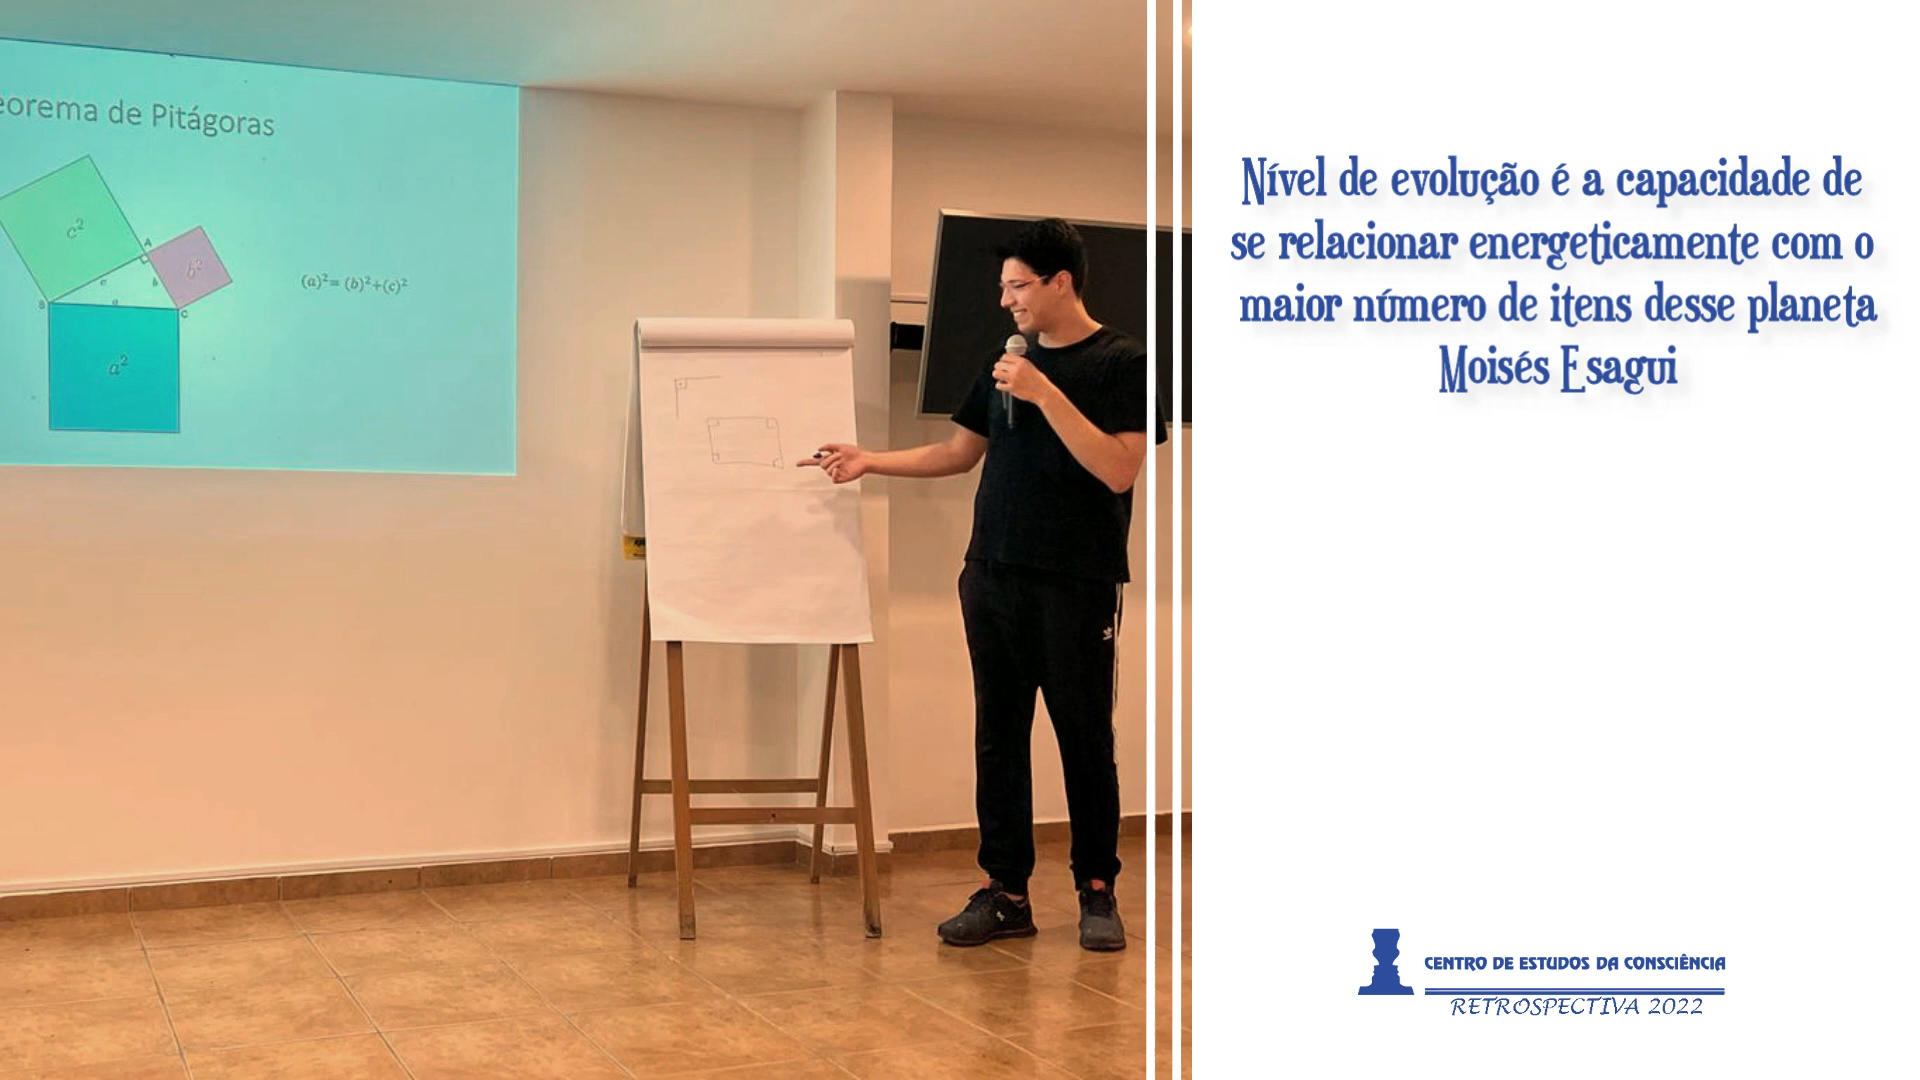 eorema de Pitágoras
c²
A
b²
c
b
a
B
C
a²
(a)²= (b)²+(c)²
Nível de evolução é a capacidade de
se relacionar energeticamente com o
maior número de itens desse planeta
Moisés Esagui
CENTRO DE ESTUDOS DA CONSCIÊNCIA
RETROSPECTIVA 2022